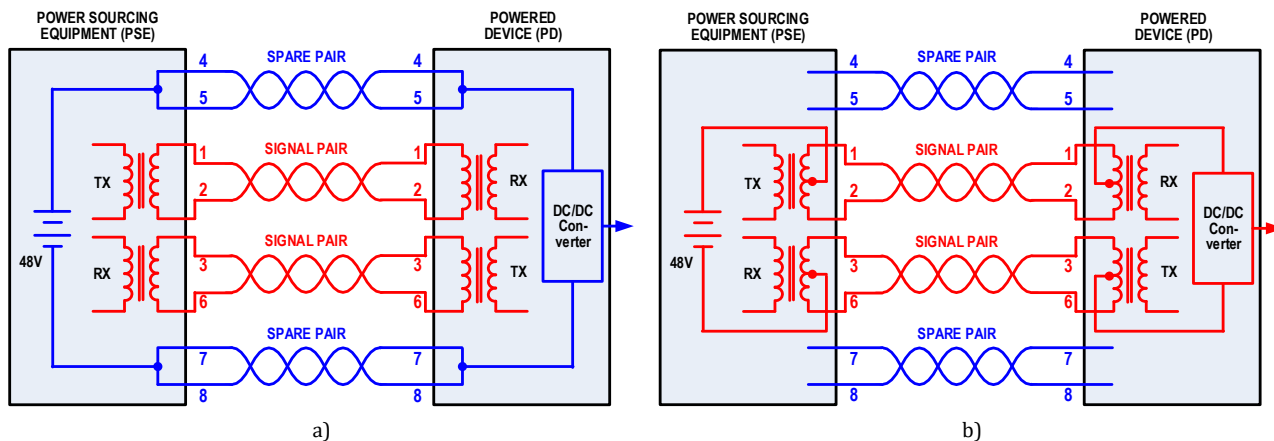 POWER SOURCING
EQUIPMENT (PSE)
POWERED
DEVICE (PD)
SPARE PAIR
4
4
5
5
SIGNAL PAIR
1
1
TX
RX
2
2
DC/DC
Con-
verter
SIGNAL PAIR
48V
3
3
RX
TX
6
6
SPARE PAIR
7
7
8
8
a)
POWER SOURCING
EQUIPMENT (PSE)
POWERED
DEVICE (PD)
SPARE PAIR
4
4
5
5
SIGNAL PAIR
1
1
TX
RX
2
2
DC/DC
Con-
verter
SIGNAL PAIR
48V
3
3
RX
TX
6
6
SPARE PAIR
7
7
8
8
b)